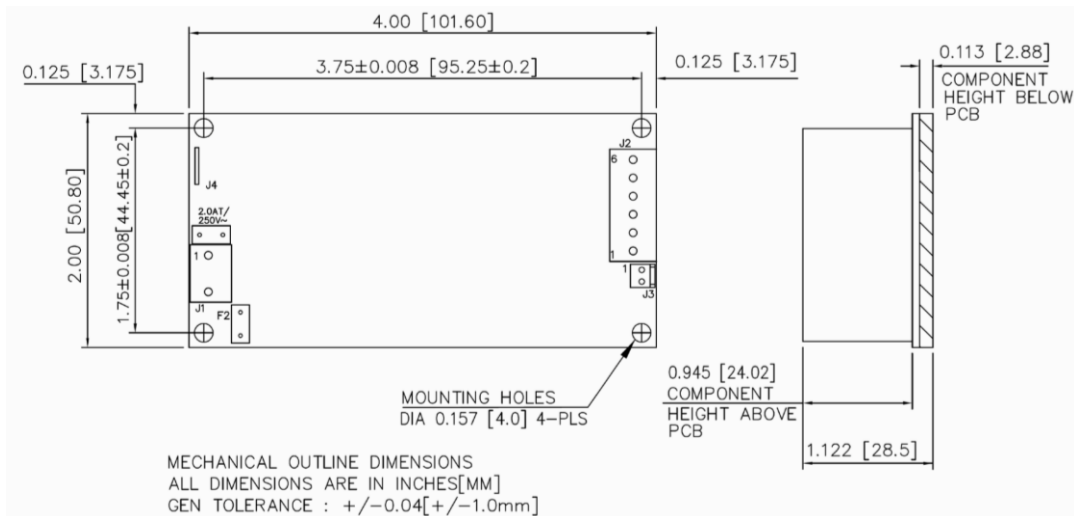 4.00 [101.60]
0.125 [3.175]
3.75±0.008 [95.25±0.2]
0.125 [3.175]
0.113 [2.88]
COMPONENT
HEIGHT BELOW
PCB
2.00 [50.80]
1.75±0.008[44.45±0.2]
J4
2.0AT/
250V~
1
J1
F2
J2
6
1
1
J3
MOUNTING HOLES
DIA 0.157 [4.0] 4-PLS
0.945 [24.02]
COMPONENT
HEIGHT ABOVE
PCB
1.122 [28.5]
MECHANICAL OUTLINE DIMENSIONS
ALL DIMENSIONS ARE IN INCHES[MM]
GEN TOLERANCE : +/-0.04[+/-1.0mm]